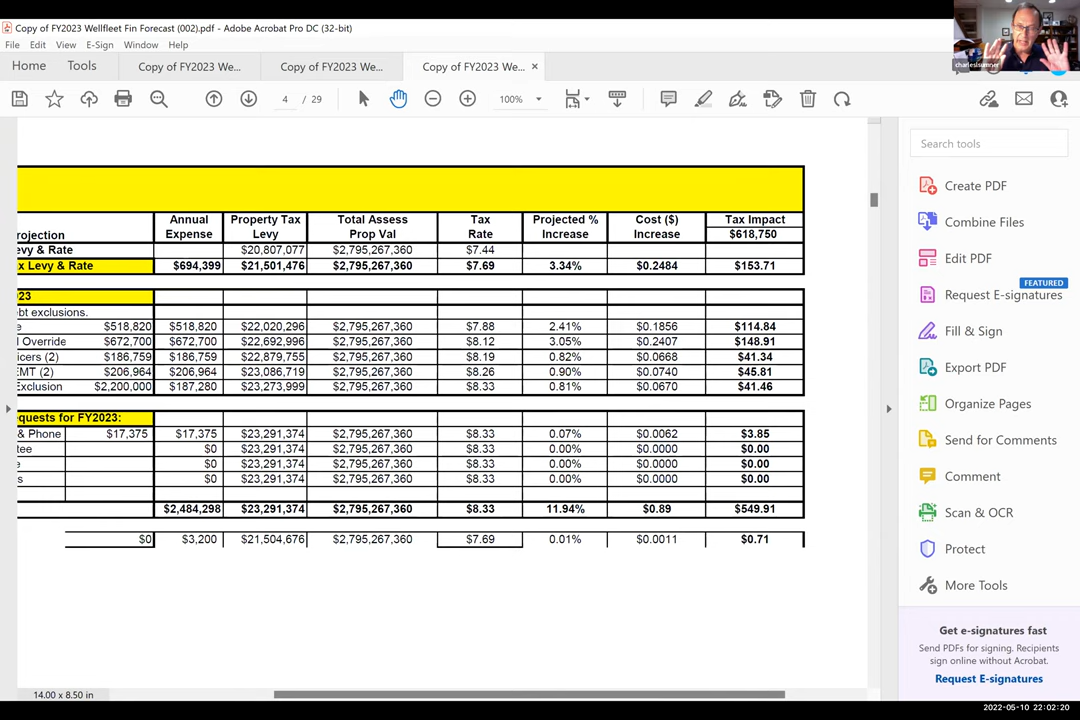 Copy of FY2023 Wellfleet Fin Forecast (002).pdf - Adobe Acrobat Pro DC (32-bit)
File Edit View E-Sign Window Help
Home Tools Copy of FY2023 We... Copy of FY2023 We... Copy of FY2023 We... ×
charleslsumner
4 / 29 100%
Search tools
Create PDF
Combine Files
Edit PDF
FEATURED
Request E-signatures
Fill & Sign
Export PDF
Organize Pages
Send for Comments
Comment
Scan & OCR
Protect
More Tools
Get e-signatures fast
Send PDFs for signing. Recipients
sign online without Acrobat.
Request E-signatures
Annual Property Tax Total Assess Tax Projected % Cost ($) Tax Impact
rojection Expense Levy Prop Val Rate Increase Increase $618,750
evy & Rate $20,807,077 $2,795,267,360 $7.44
x Levy & Rate $694,399 $21,501,476 $2,795,267,360 $7.69 3.34% $0.2484 $153.71
23
bt exclusions.
e $518,820 $518,820 $22,020,296 $2,795,267,360 $7.88 2.41% $0.1856 $114.84
l Override $672,700 $672,700 $22,692,996 $2,795,267,360 $8.12 3.05% $0.2407 $148.91
icers (2) $186,759 $186,759 $22,879,755 $2,795,267,360 $8.19 0.82% $0.0668 $41.34
EMT (2) $206,964 $206,964 $23,086,719 $2,795,267,360 $8.26 0.90% $0.0740 $45.81
Exclusion $2,200,000 $187,280 $23,273,999 $2,795,267,360 $8.33 0.81% $0.0670 $41.46
equests for FY2023:
& Phone $17,375 $17,375 $23,291,374 $2,795,267,360 $8.33 0.07% $0.0062 $3.85
tee $0 $23,291,374 $2,795,267,360 $8.33 0.00% $0.0000 $0.00
e $0 $23,291,374 $2,795,267,360 $8.33 0.00% $0.0000 $0.00
s $0 $23,291,374 $2,795,267,360 $8.33 0.00% $0.0000 $0.00
$2,484,298 $23,291,374 $2,795,267,360 $8.33 11.94% $0.89 $549.91
$0 $3,200 $21,504,676 $2,795,267,360 $7.69 0.01% $0.0011 $0.71
14.00 x 8.50 in
2022-05-10 22:02:20